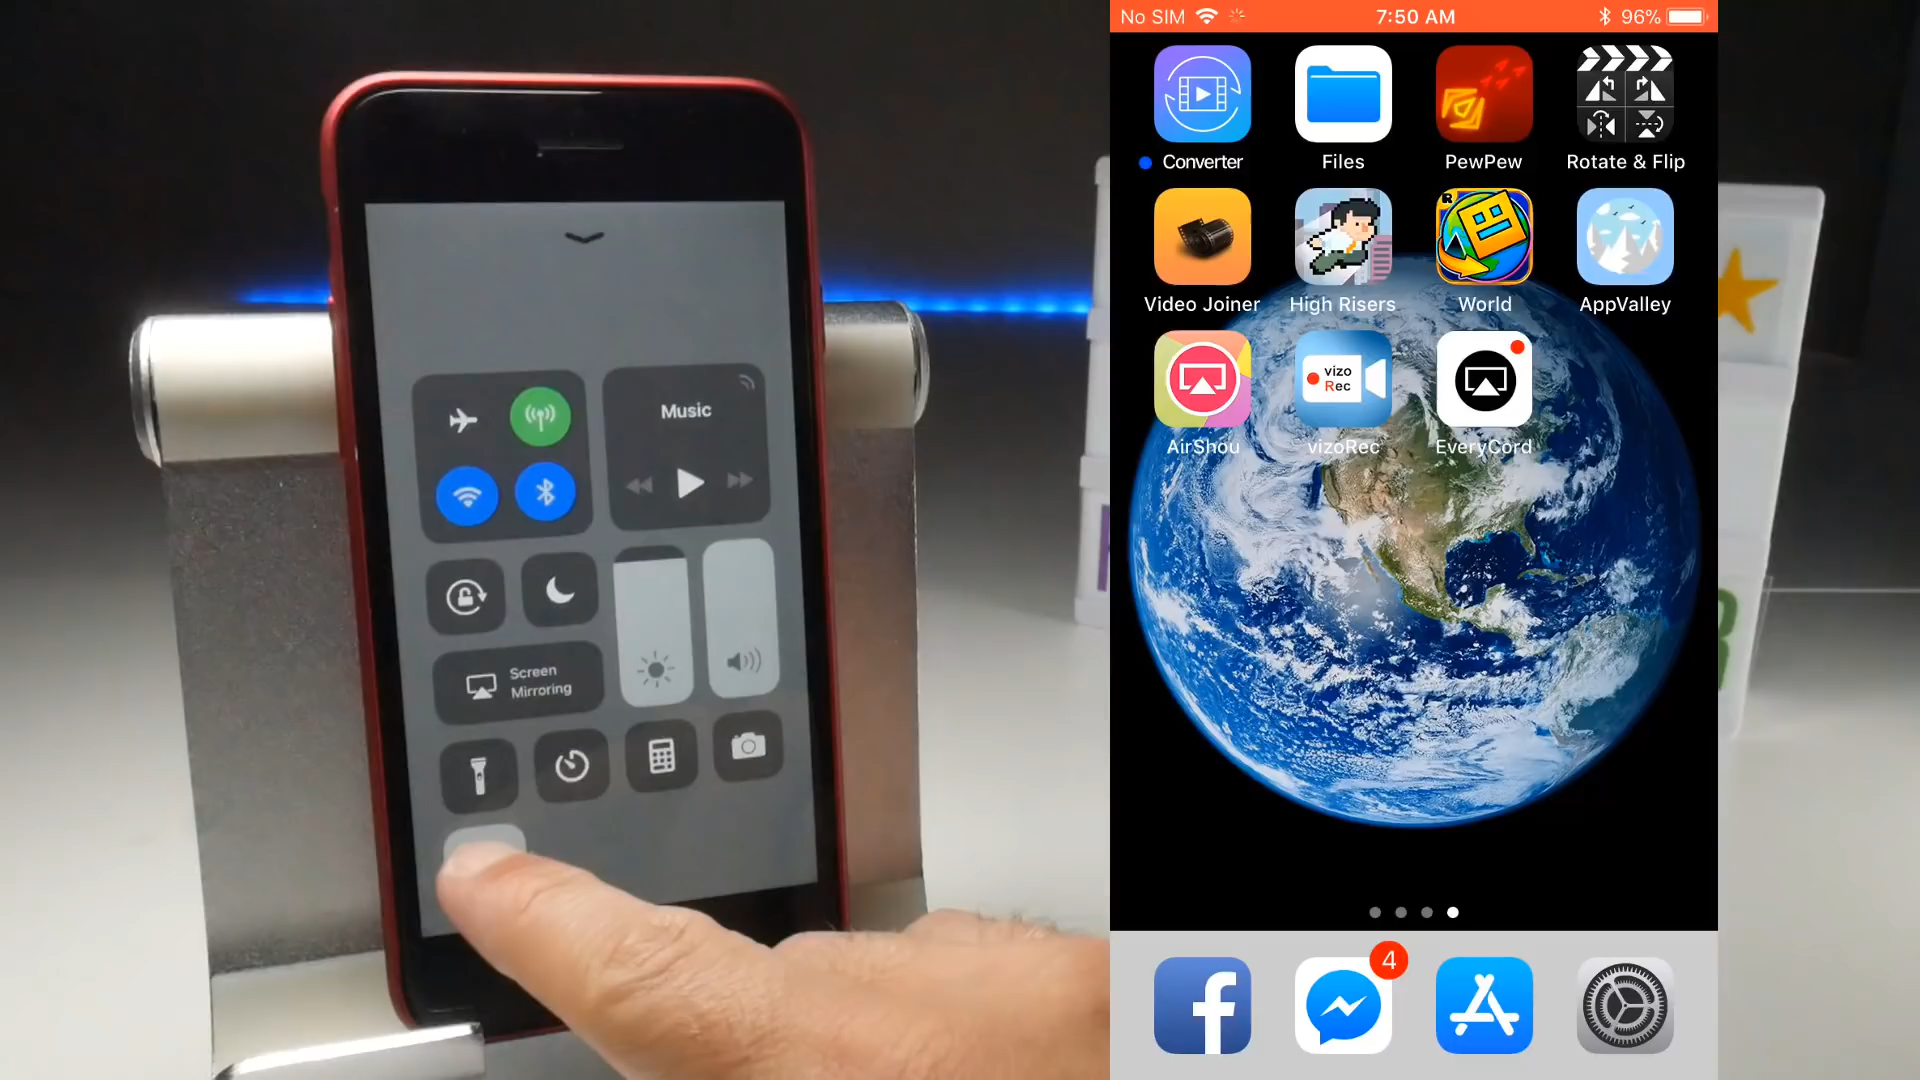 Music
Screen
Mirroring
No SIM 7:50 AM 96%
Converter Files PewPew Rotate & Flip
R
Video Joiner High Risers World AppValley
vizo
Rec
AirShou vizoRec EveryCord
4